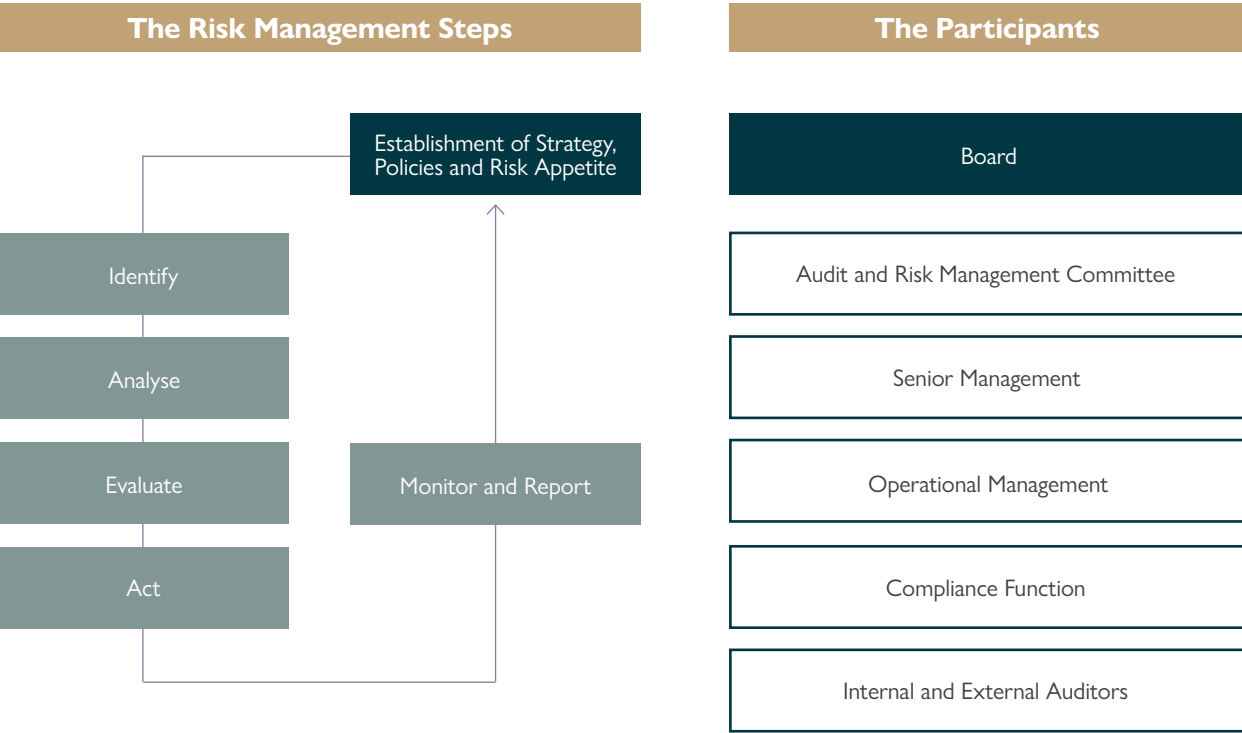 The Risk Management Steps
Establishment of Strategy,
Policies and Risk Appetite
Identify
Analyse
Evaluate
Monitor and Report
Act
The Participants
Board
Audit and Risk Management Committee
Senior Management
Operational Management
Compliance Function
Internal and External Auditors